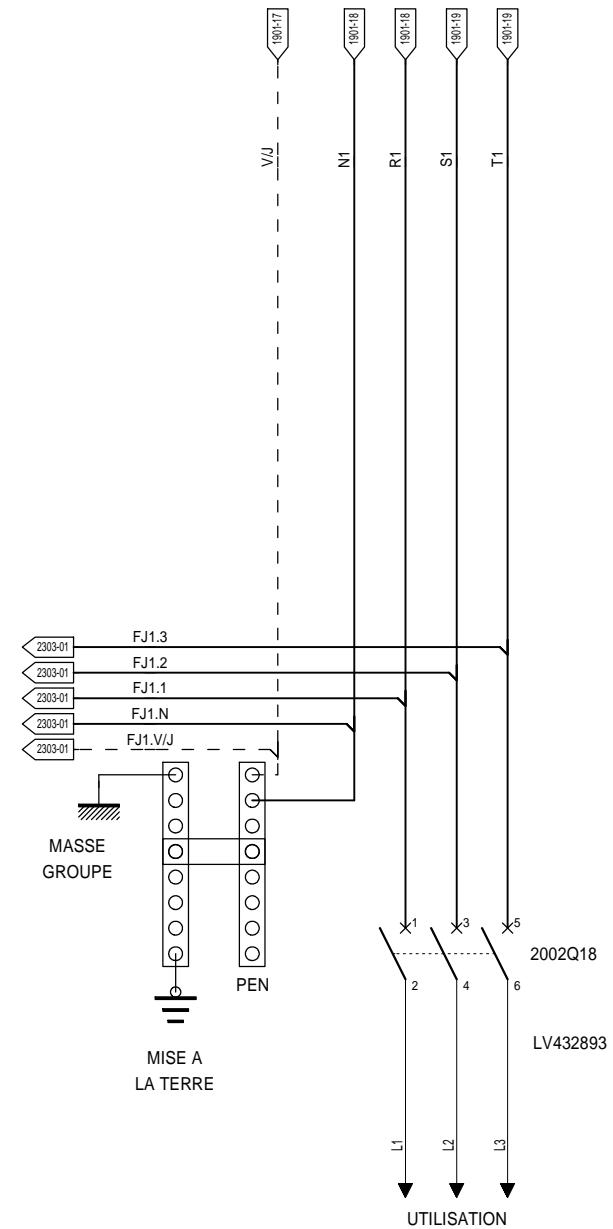 1901-17
1901-18
1901-18
1901-19
1901-19
V/J
N1
R1
S1
T1
2303-01
FJ1.3
2303-01
FJ1.2
2303-01
FJ1.1
2303-01
FJ1.N
2303-01
FJ1.V/J
MASSE
GROUPE
PEN
MISE A
LA TERRE
1
3
5
2002Q18
2
4
6
LV432893
L1
L2
L3
UTILISATION